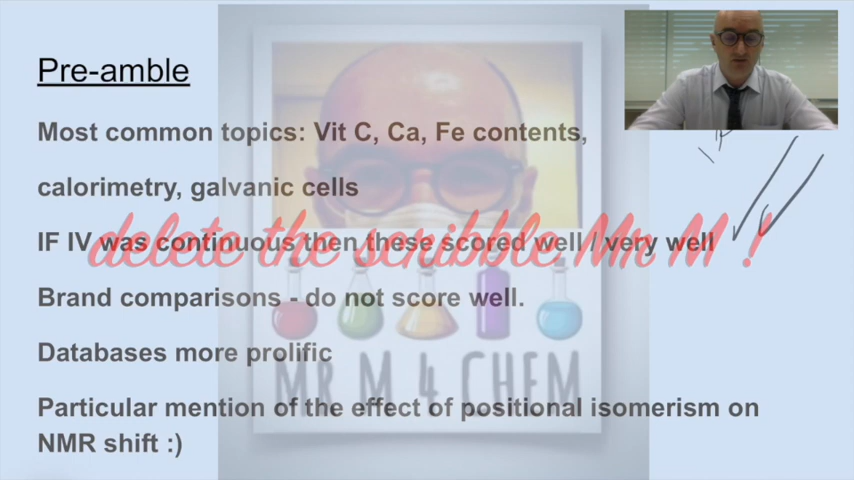 Pre-amble
Most common topics: Vit C, Ca, Fe contents,
calorimetry, galvanic cells
IF IV was continuous then these scored well / very well
delete the scribble Mr M !
Brand comparisons - do not score well.
Databases more prolific
MR M 4 CHEM
Particular mention of the effect of positional isomerism on
NMR shift :)